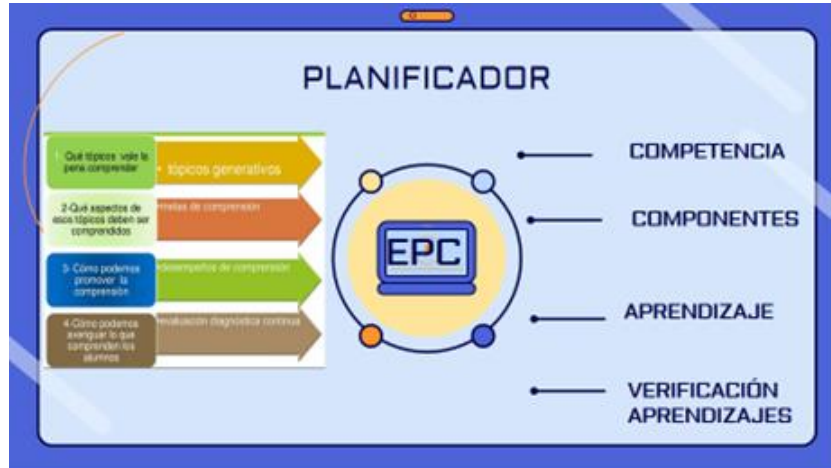 PLANIFICADOR
1- Qué tópicos vale la
pena comprender
• tópicos generativos
2-Qué aspectos de
esos tópicos deben ser
comprendidos
metas de comprensión
3- Cómo podemos
promover la
comprensión
desempeños de comprensión
4-Cómo podemos
averiguar lo que
comprenden los
alumnos
evaluación diagnóstica continua
EPC
COMPETENCIA
COMPONENTES
APRENDIZAJE
VERIFICACIÓN
APRENDIZAJES